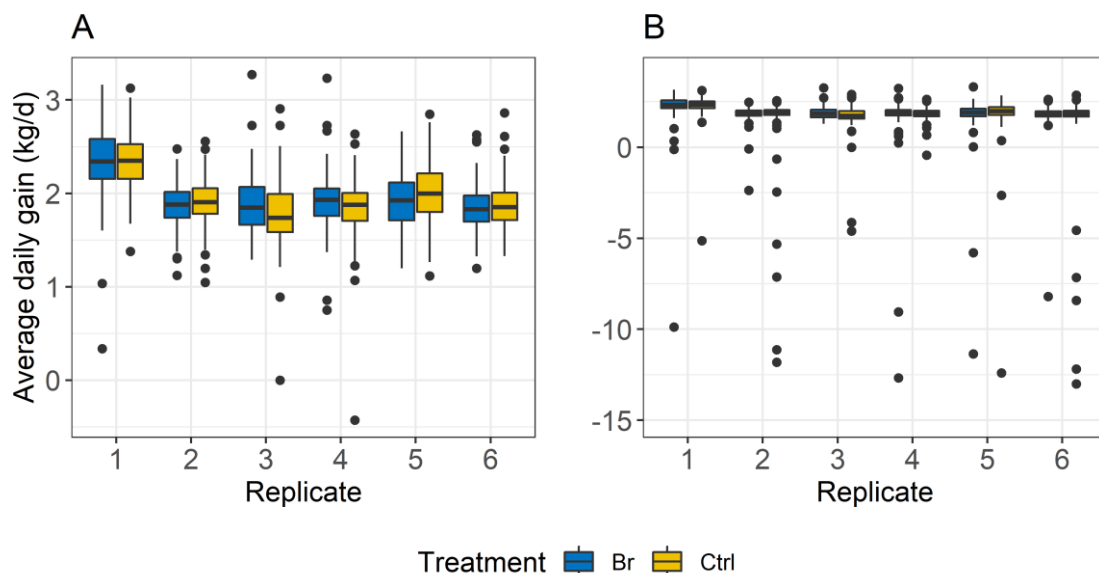 A
B
Average daily gain (kg/d)
3
2
1
0
0
-5
-10
-15
1 2 3 4 5 6
1 2 3 4 5 6
Replicate
Replicate
Treatment Br Ctrl